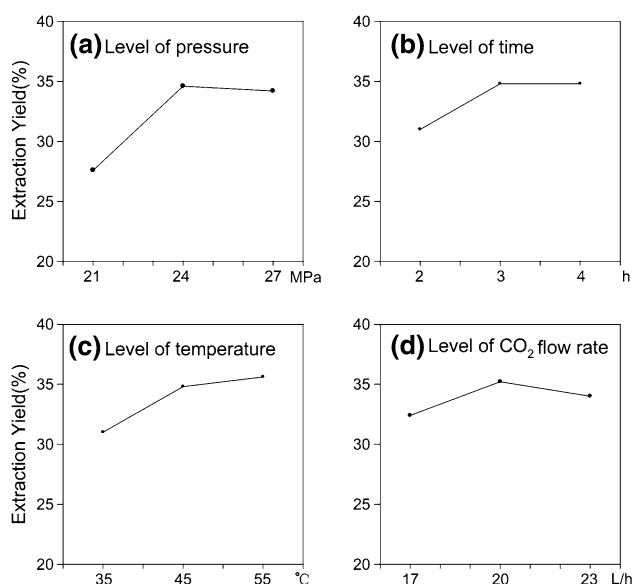 (a) Level of pressure
Extraction Yield(%)
40
35
30
25
20
21 24 27 MPa
(b) Level of time
40
35
30
25
20
2 3 4 h
(c) Level of temperature
Extraction Yield(%)
40
35
30
25
20
35 45 55 °C
(d) Level of CO₂ flow rate
40
35
30
25
20
17 20 23 L/h